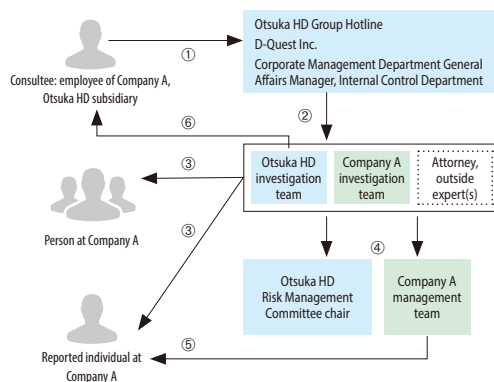 Otsuka HD Group Hotline
D-Quest Inc.
Corporate Management Department General
Affairs Manager, Internal Control Department
①
Consultee: employee of Company A,
Otsuka HD subsidiary
②
⑥
Otsuka HD
investigation
team
Company A
investigation
team
Attorney,
outside
expert(s)
③
Person at Company A
③
④
Otsuka HD
Risk Management
Committee chair
Company A
management
team
⑤
Reported individual at
Company A